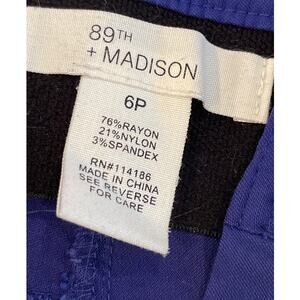 89TH
+ MADISON
6P
76%RAYON
21%NYLON
3%SPANDEX
RN#114186
MADE IN CHINA
SEE REVERSE
FOR CARE